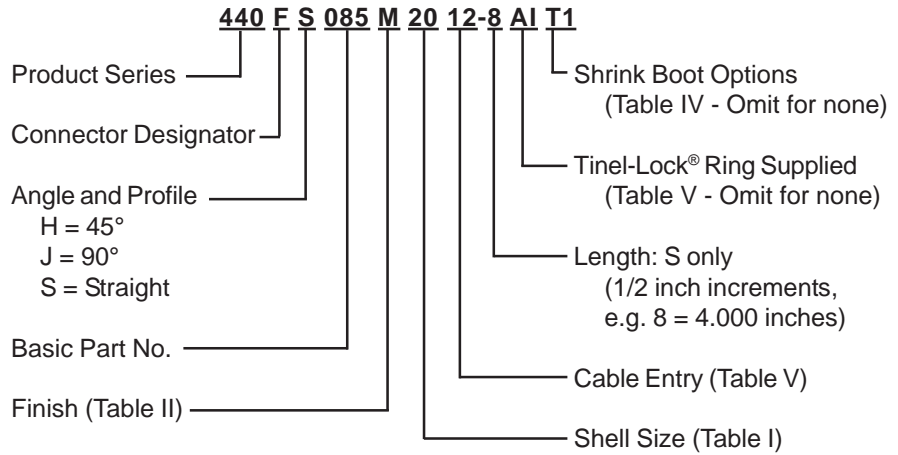 440 F S 085 M 20 12-8 AI T1
Product Series
Connector Designator
Angle and Profile
H = 45°
J = 90°
S = Straight
Basic Part No.
Finish (Table II)
Shrink Boot Options
(Table IV - Omit for none)
Tinel-Lock® Ring Supplied
(Table V - Omit for none)
Length: S only
(1/2 inch increments,
e.g. 8 = 4.000 inches)
Cable Entry (Table V)
Shell Size (Table I)